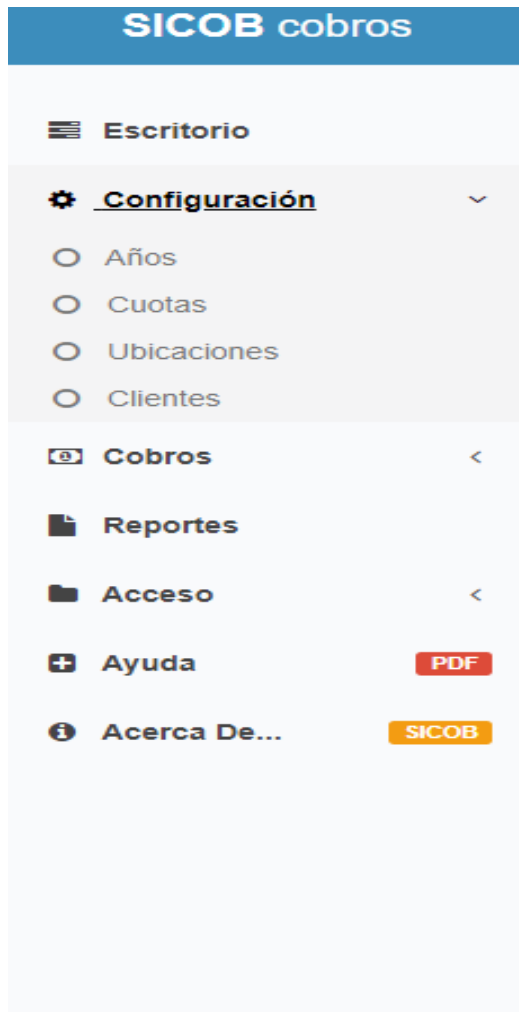 SICOB cobros
Escritorio
Configuración
Años
Cuotas
Ubicaciones
Clientes
Cobros
Reportes
Acceso
Ayuda PDF
Acerca De... SICOB